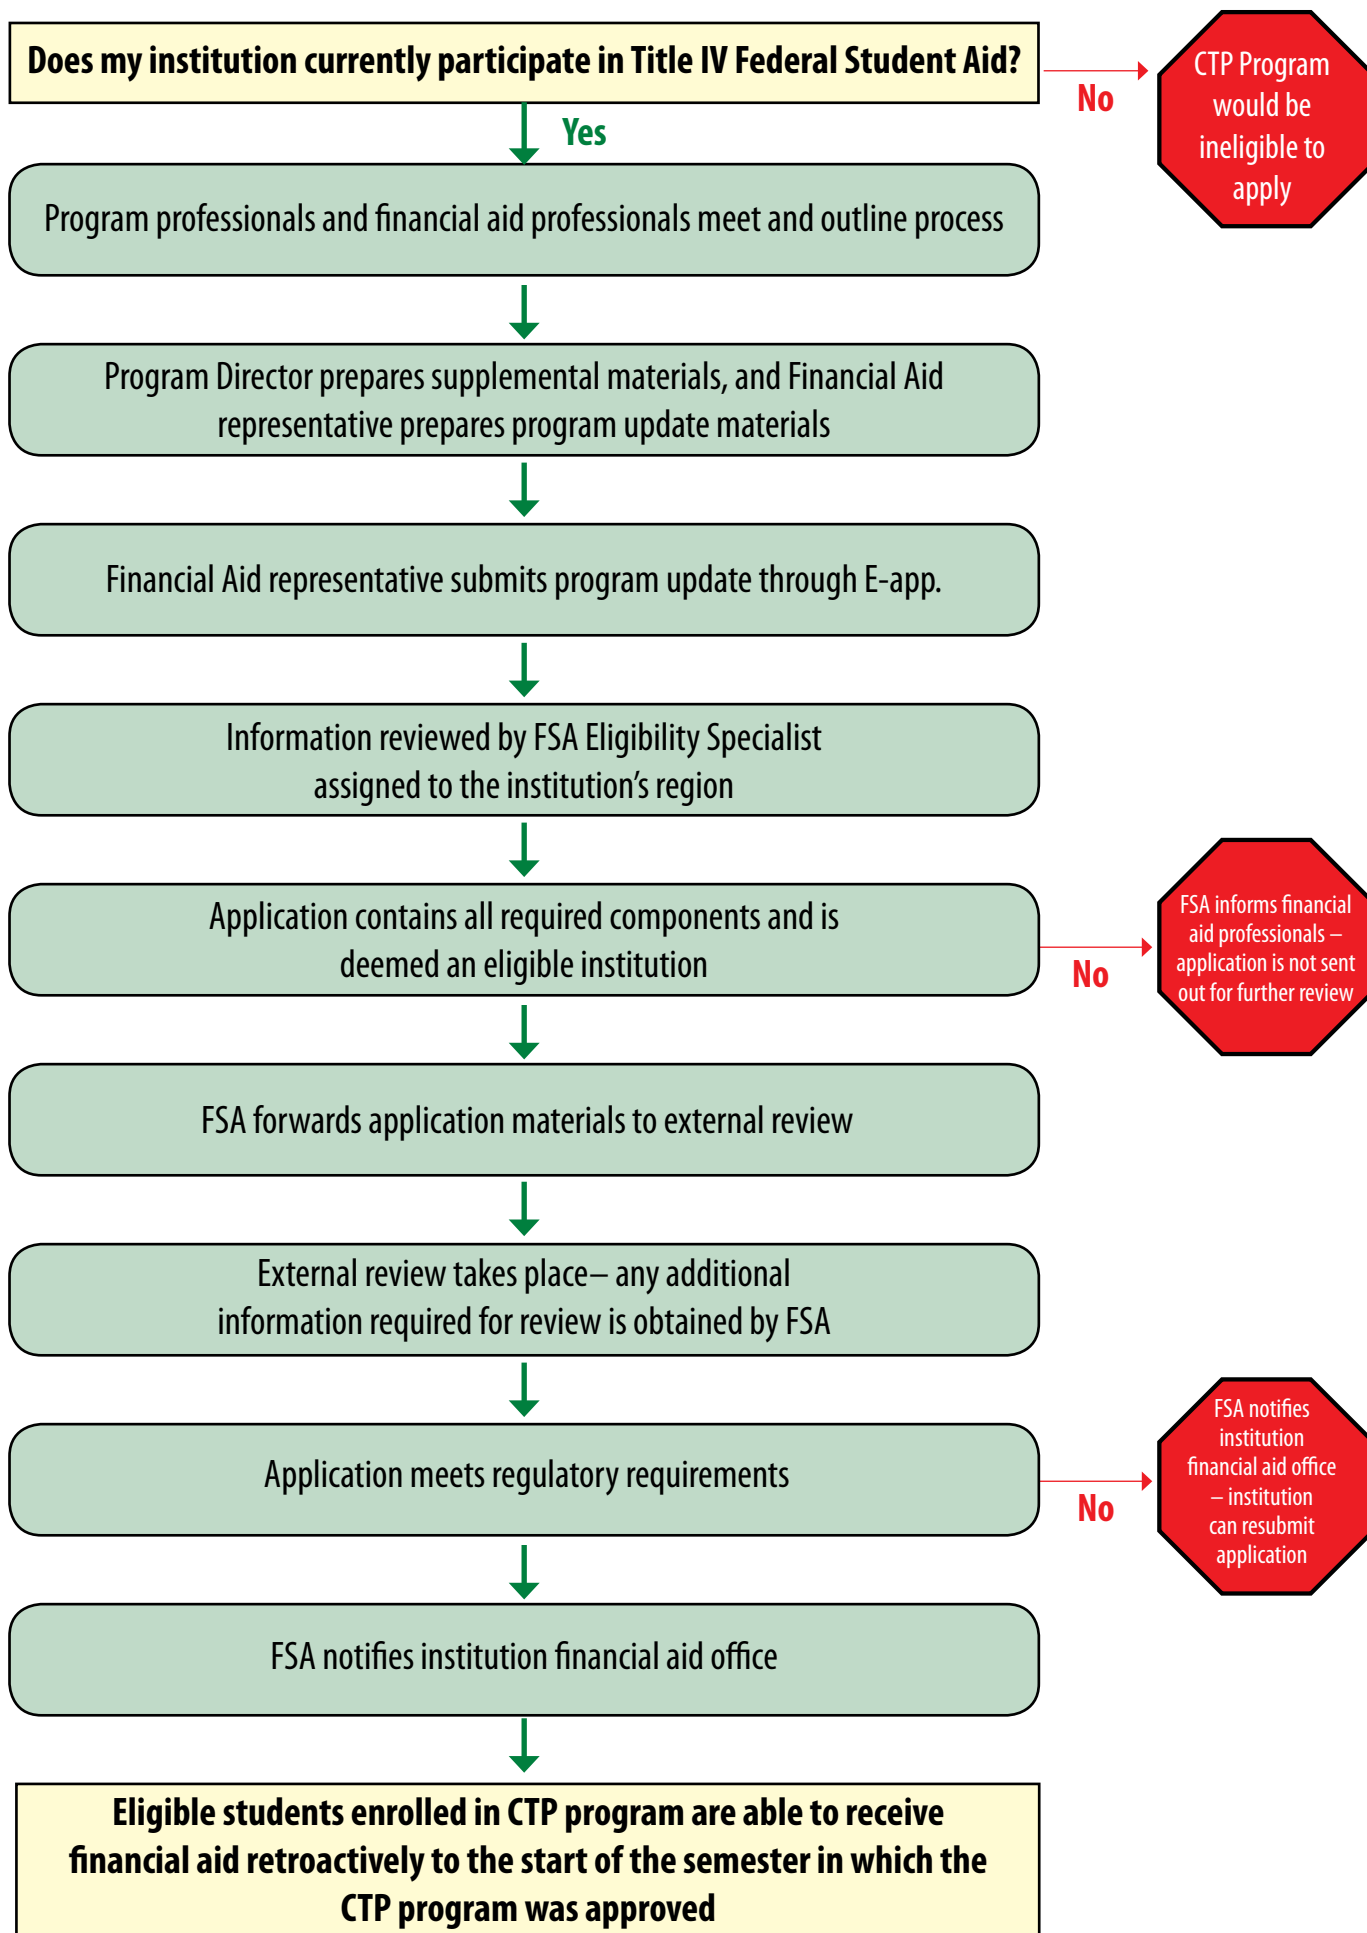 Does my institution currently participate in Title IV Federal Student Aid?
No
CTP Program
would be
ineligible to
apply
Yes
Program professionals and financial aid professionals meet and outline process
Program Director prepares supplemental materials, and Financial Aid
representative prepares program update materials
Financial Aid representative submits program update through E-app.
Information reviewed by FSA Eligibility Specialist
assigned to the institution’s region
Application contains all required components and is
deemed an eligible institution
No
FSA informs financial
aid professionals –
application is not sent
out for further review
FSA forwards application materials to external review
External review takes place– any additional
information required for review is obtained by FSA
Application meets regulatory requirements
No
FSA notifies
institution
financial aid office
– institution
can resubmit
application
FSA notifies institution financial aid office
Eligible students enrolled in CTP program are able to receive
financial aid retroactively to the start of the semester in which the
CTP program was approved